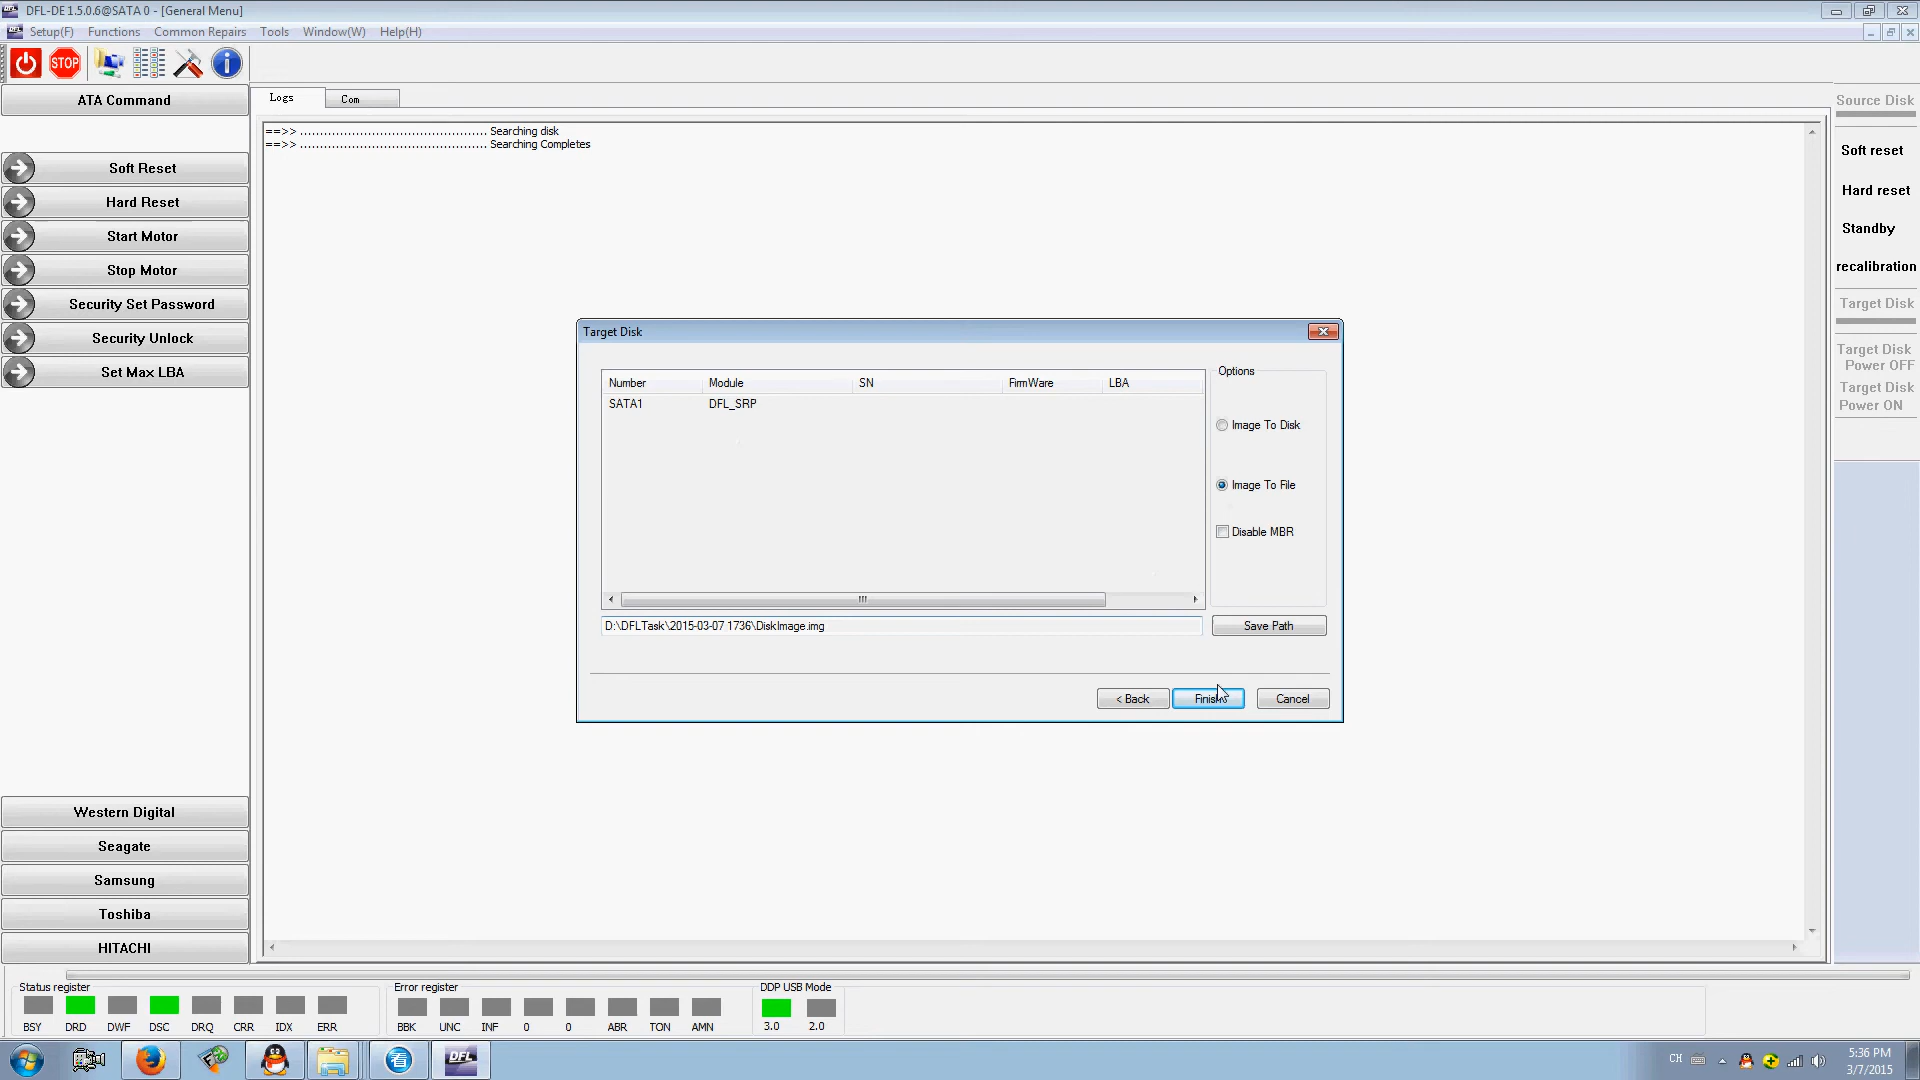 DFL-DE 1.5.0.6@SATA 0 - [General Menu]
Setup(F) Functions Common Repairs Tools Window(W) Help(H)
STOP
ATA Command
Logs
Com
Source Disk
==>> ............................................... Searching disk
==>> ............................................... Searching Completes
Soft Reset
Hard Reset
Start Motor
Stop Motor
Security Set Password
Security Unlock
Set Max LBA
Soft reset
Hard reset
Standby
recalibration
Target Disk
Target Disk
Power OFF
Target Disk
Power ON
Target Disk
Number Module SN FirmWare LBA
SATA1 DFL_SRP
Options
Image To Disk
Image To File
Disable MBR
D:\DFLTask\2015-03-07 1736\DiskImage.img
Save Path
< Back
Finish
Cancel
Western Digital
Seagate
Samsung
Toshiba
HITACHI
Status register
BSY DRD DWF DSC DRQ CRR IDX ERR
Error register
BBK UNC INF 0 0 ABR TON AMN
DDP USB Mode
3.0 2.0
看
DFL
CH
5:36 PM
3/7/2015